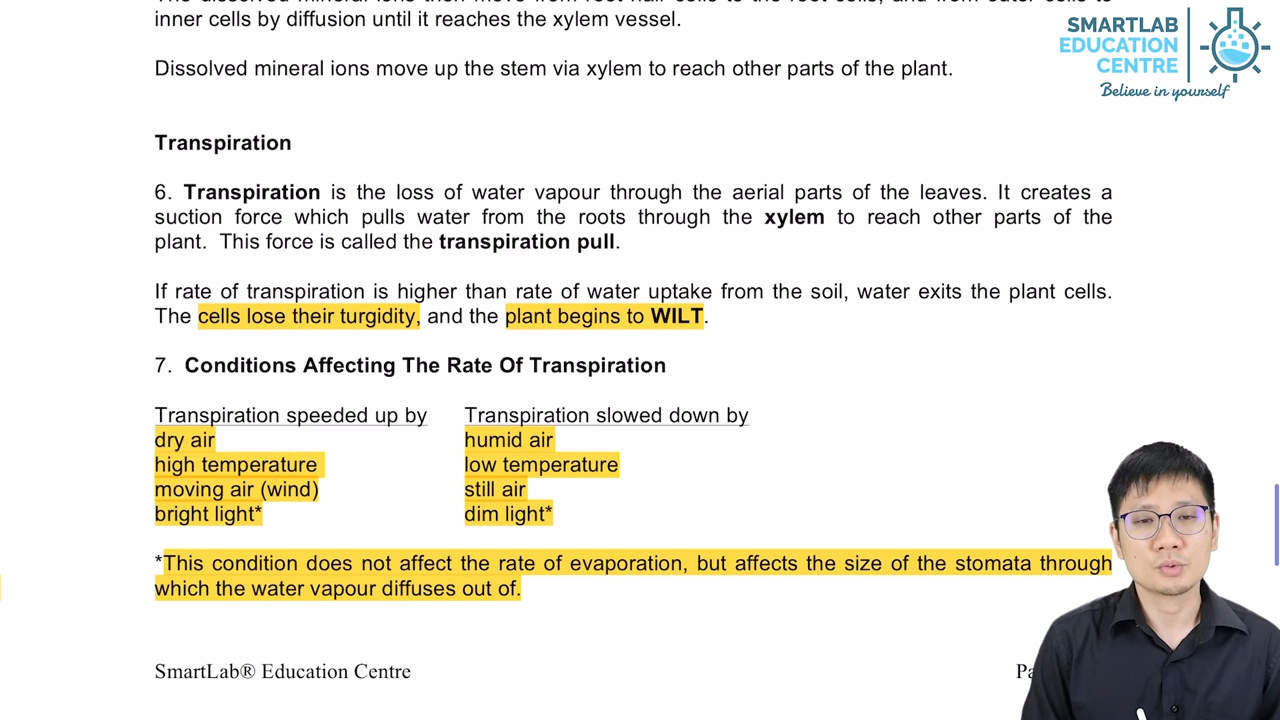 inner cells by diffusion until it reaches the xylem vessel.
SMARTLAB
EDUCATION
CENTRE
Believe in yourself
Dissolved mineral ions move up the stem via xylem to reach other parts of the plant.
Transpiration
6. Transpiration is the loss of water vapour through the aerial parts of the leaves. It creates a
suction force which pulls water from the roots through the xylem to reach other parts of the
plant. This force is called the transpiration pull.
If rate of transpiration is higher than rate of water uptake from the soil, water exits the plant cells.
The cells lose their turgidity, and the plant begins to WILT.
7. Conditions Affecting The Rate Of Transpiration
Transpiration speeded up by Transpiration slowed down by
dry air humid air
high temperature low temperature
moving air (wind) still air
bright light* dim light*
*This condition does not affect the rate of evaporation, but affects the size of the stomata through
which the water vapour diffuses out of.
SmartLab® Education Centre